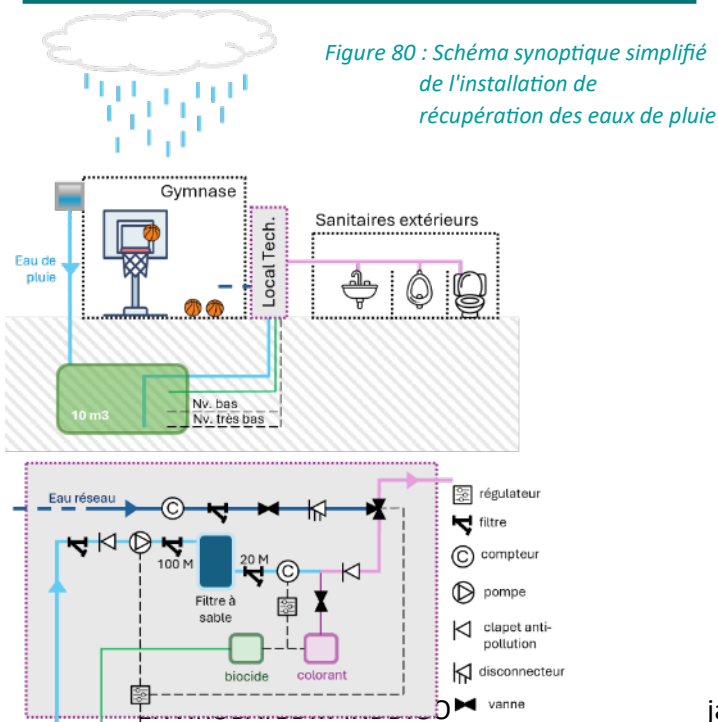 Figure 80 : Schéma synoptique simplifié
de l'installation de
récupération des eaux de pluie
Gymnase
Local Tech.
Sanitaires extérieurs
Eau de
pluie
10 m3
Nv. bas
Nv. très bas
Eau réseau
C
100 M
20 M
C
Filtre à
sable
biocide
colorant
régulateur
filtre
C
compteur
pompe
clapet anti-
pollution
disconnecteur
vanne